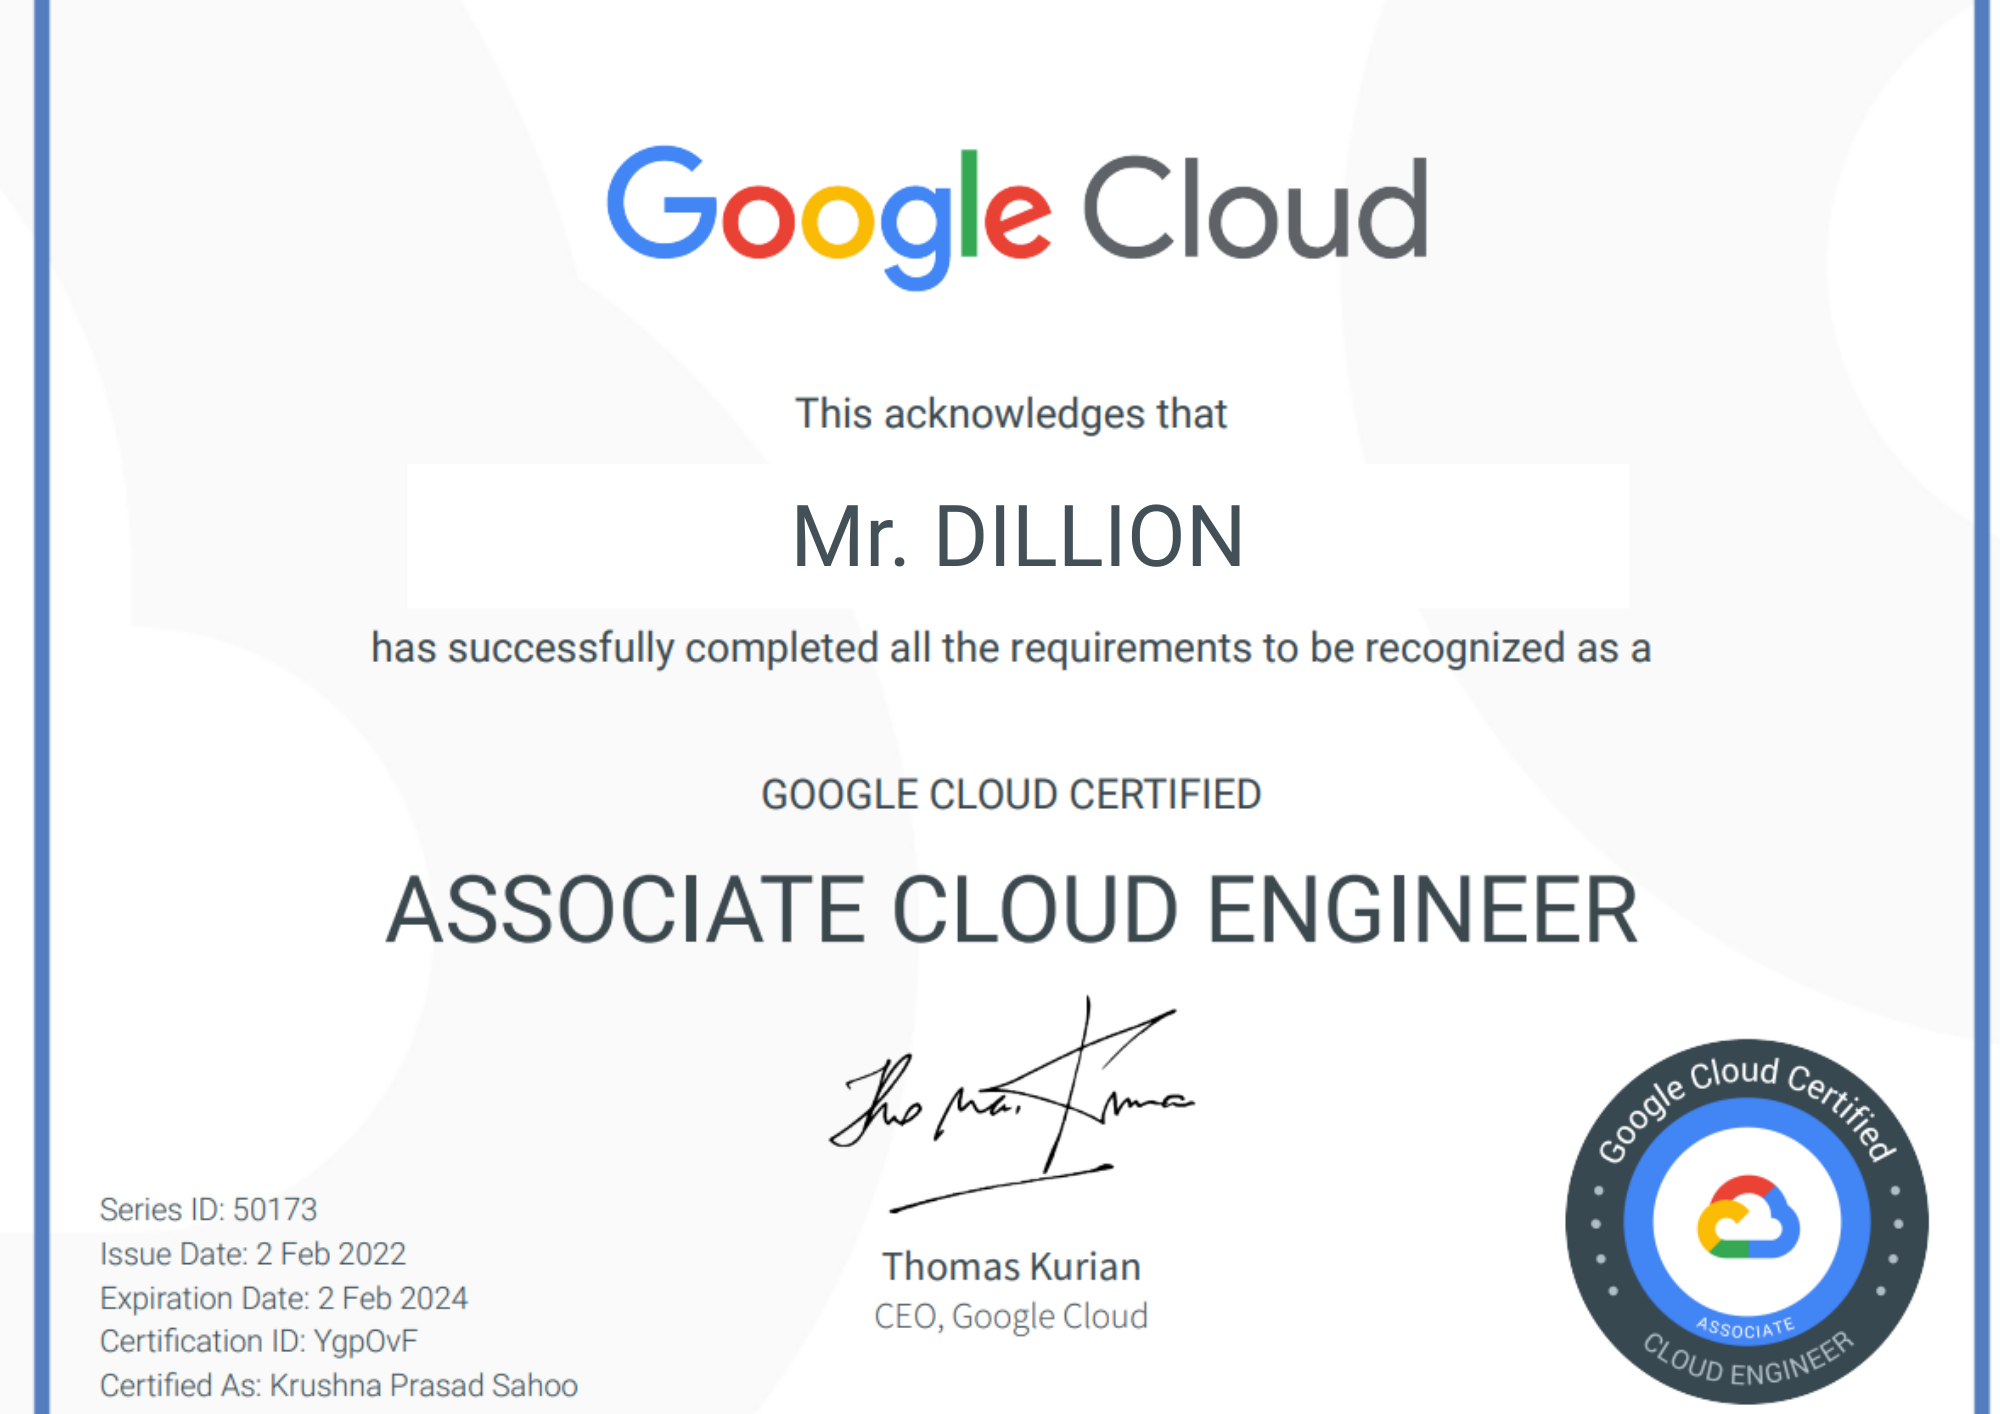 Google Cloud
This acknowledges that
Mr. DILLION
has successfully completed all the requirements to be recognized as a
GOOGLE CLOUD CERTIFIED
ASSOCIATE CLOUD ENGINEER
Thomas Kurian
CEO, Google Cloud
Series ID: 50173
Issue Date: 2 Feb 2022
Expiration Date: 2 Feb 2024
Certification ID: YgpOvF
Certified As: Krushna Prasad Sahoo
Google Cloud Certified
ASSOCIATE
CLOUD ENGINEER